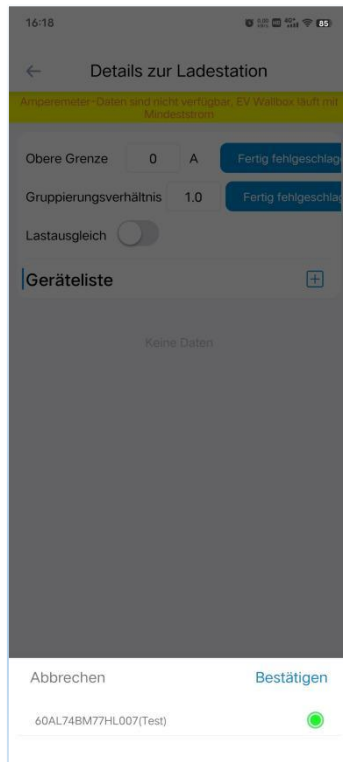 16:18
85
Details zur Ladestation
Amperemeter-Daten sind nicht verfügbar, EV Wallbox läuft mit
Mindeststrom
Obere Grenze 0 A Fertig fehlgeschlag
Gruppierungsverhältnis 1.0 Fertig fehlgeschlag
Lastausgleich
Geräteliste
Keine Daten
Abbrechen Bestätigen
60AL74BM77HL007(Test)